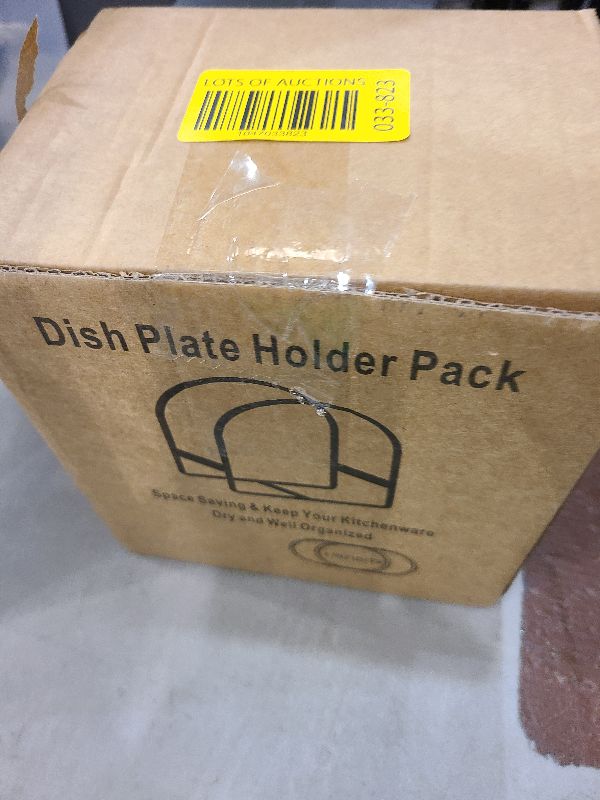 LOTS OF AUCTIONS
033-823
Dish Plate Holder Pack
Space Saving & Keep Your Kitchenware
Dry and Well Organized